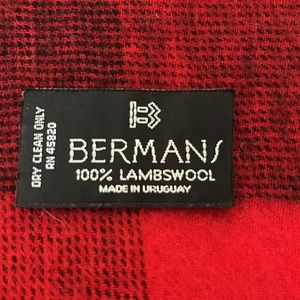 BERMANS
100% LAMBSWOOL
MADE IN URUGUAY
DRY CLEAN ONLY
RN 45820